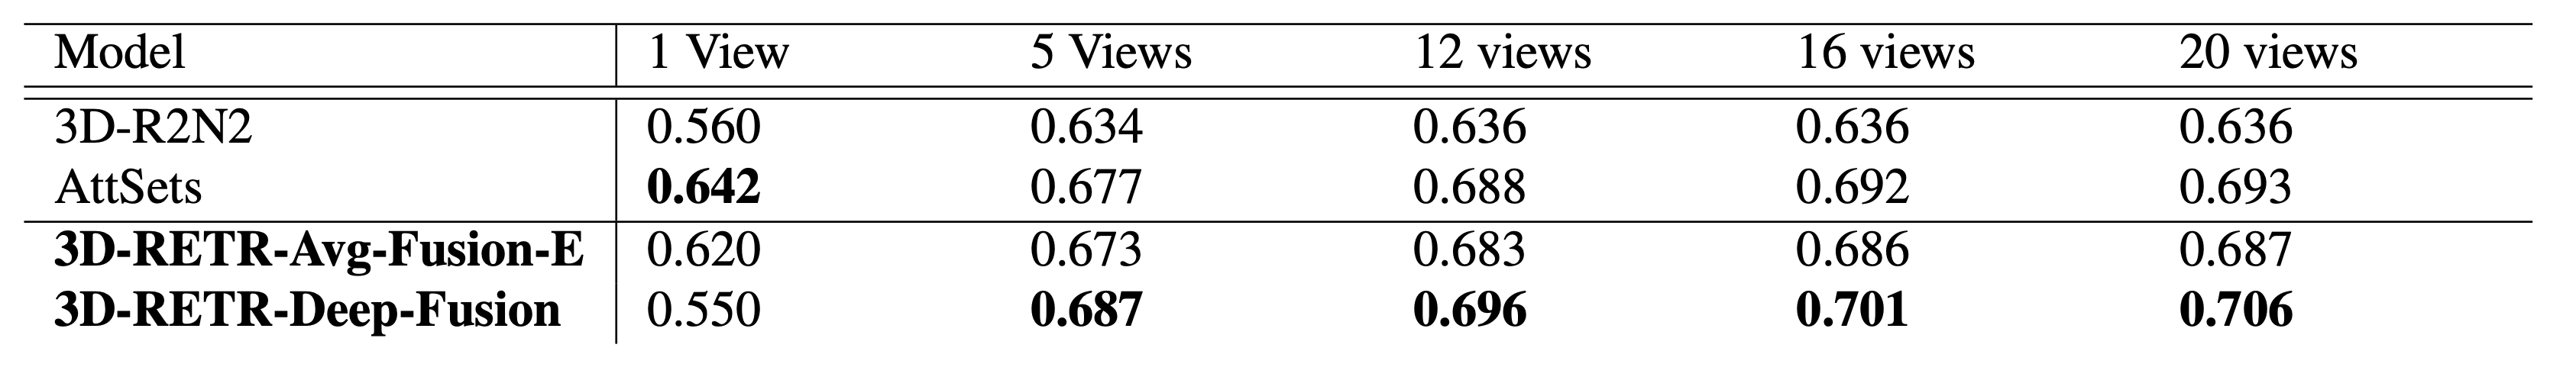 Model 1 View 5 Views 12 views 16 views 20 views
3D-R2N2 0.560 0.634 0.636 0.636 0.636
AttSets 0.642 0.677 0.688 0.692 0.693
3D-RETR-Avg-Fusion-E 0.620 0.673 0.683 0.686 0.687
3D-RETR-Deep-Fusion 0.550 0.687 0.696 0.701 0.706